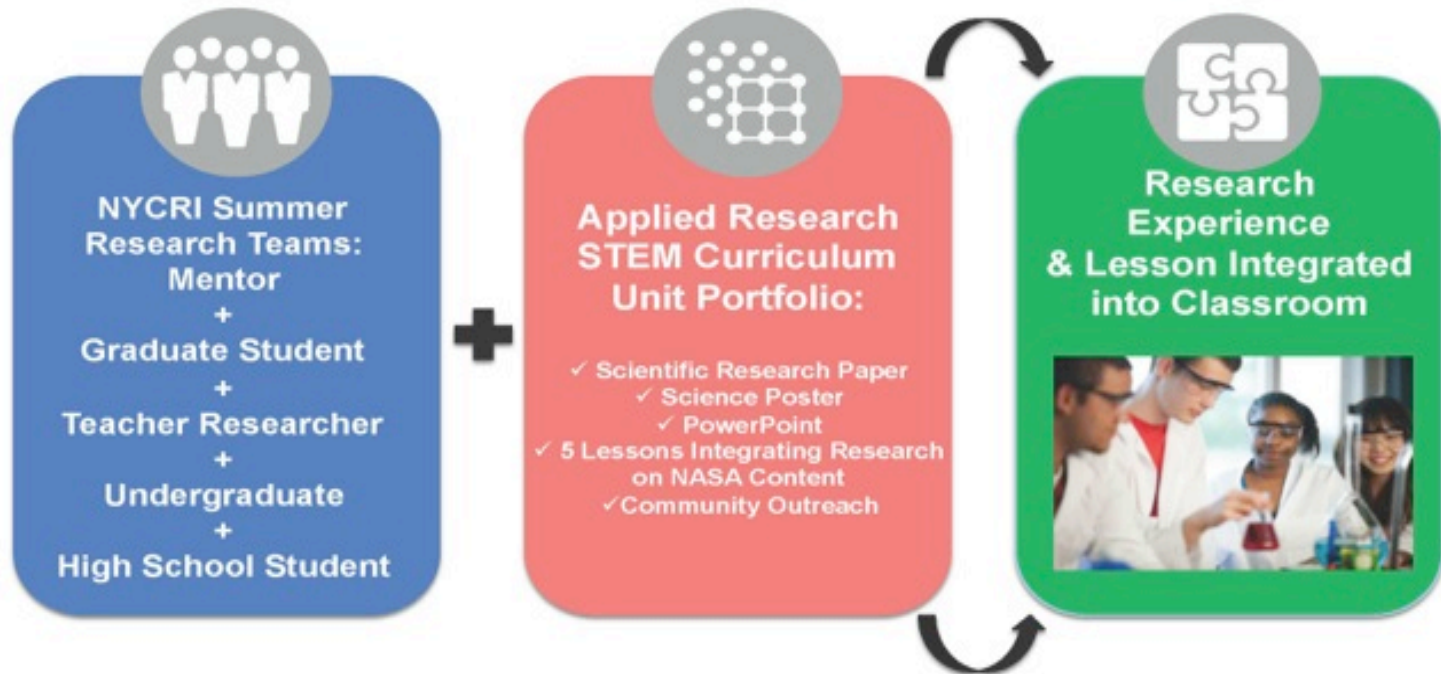 NYCRI Summer
Research Teams:
Mentor
+
Graduate Student
+
Teacher Researcher
+
Undergraduate
+
High School Student
Applied Research
STEM Curriculum
Unit Portfolio:
✓ Scientific Research Paper
✓ Science Poster
✓ PowerPoint
✓ 5 Lessons Integrating Research
on NASA Content
✓Community Outreach
Research
Experience
& Lesson Integrated
into Classroom